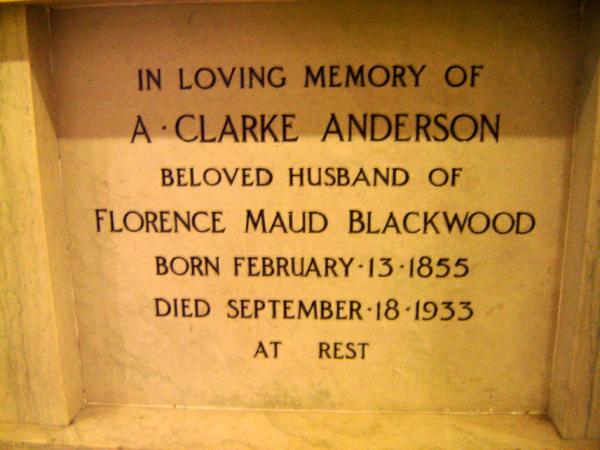 IN LOVING MEMORY OF
A · CLARKE ANDERSON
BELOVED HUSBAND OF
FLORENCE MAUD BLACKWOOD
BORN FEBRUARY · 13 · 1855
DIED SEPTEMBER · 18 · 1933
AT REST